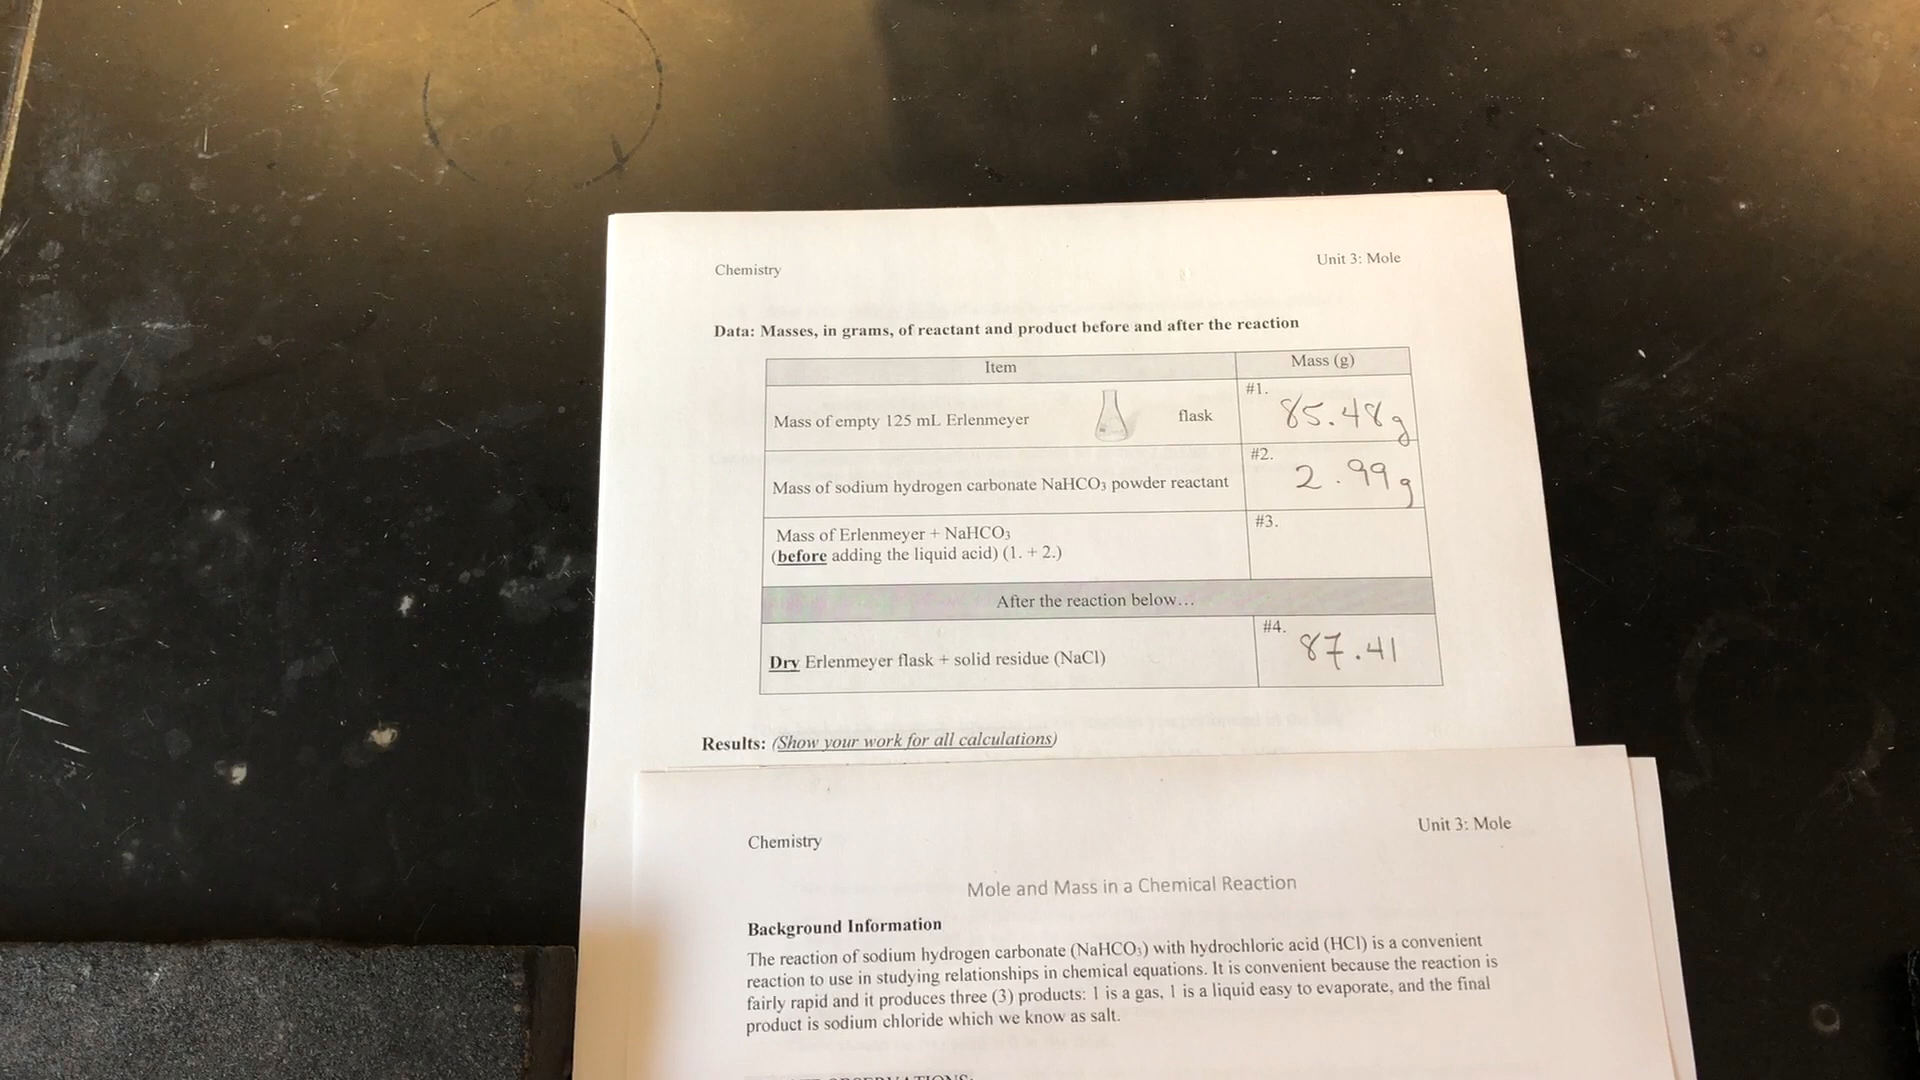 Chemistry Unit 3: Mole
Data: Masses, in grams, of reactant and product before and after the reaction
Item Mass (g)
Mass of empty 125 mL Erlenmeyer flask #1. 85.48g
Mass of sodium hydrogen carbonate NaHCO₃ powder reactant #2. 2.99g
Mass of Erlenmeyer + NaHCO₃ #3.
(before adding the liquid acid) (1. + 2.)
After the reaction below...
Dry Erlenmeyer flask + solid residue (NaCl) #4. 87.41
Results: (Show your work for all calculations)
Chemistry Unit 3: Mole
Mole and Mass in a Chemical Reaction
Background Information
The reaction of sodium hydrogen carbonate (NaHCO₃) with hydrochloric acid (HCl) is a convenient
reaction to use in studying relationships in chemical equations. It is convenient because the reaction is
fairly rapid and it produces three (3) products: 1 is a gas, 1 is a liquid easy to evaporate, and the final
product is sodium chloride which we know as salt.